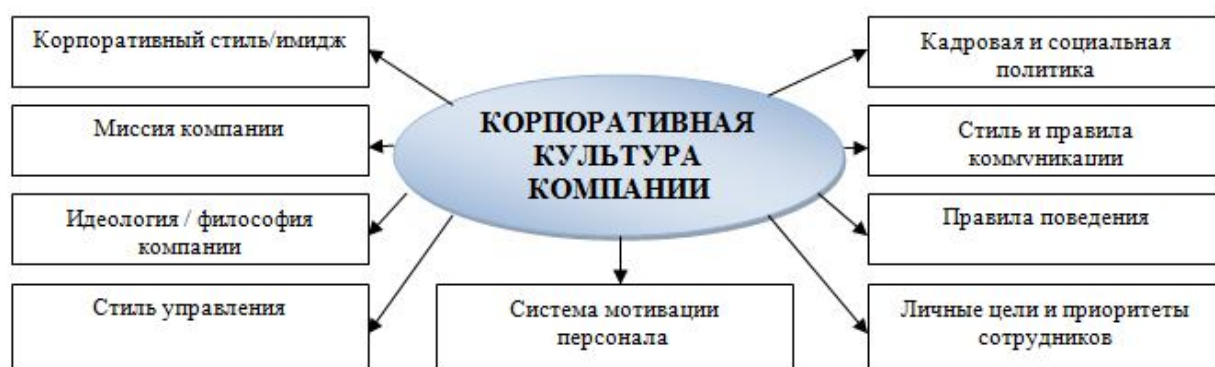 Корпоративный стиль/имидж
Миссия компании
Идеология / философия
компании
Стиль управления
КОРПОРАТИВНАЯ
КУЛЬТУРА
КОМПАНИИ
Система мотивации
персонала
Кадровая и социальная
политика
Стиль и правила
коммуникации
Правила поведения
Личные цели и приоритеты
сотрудников